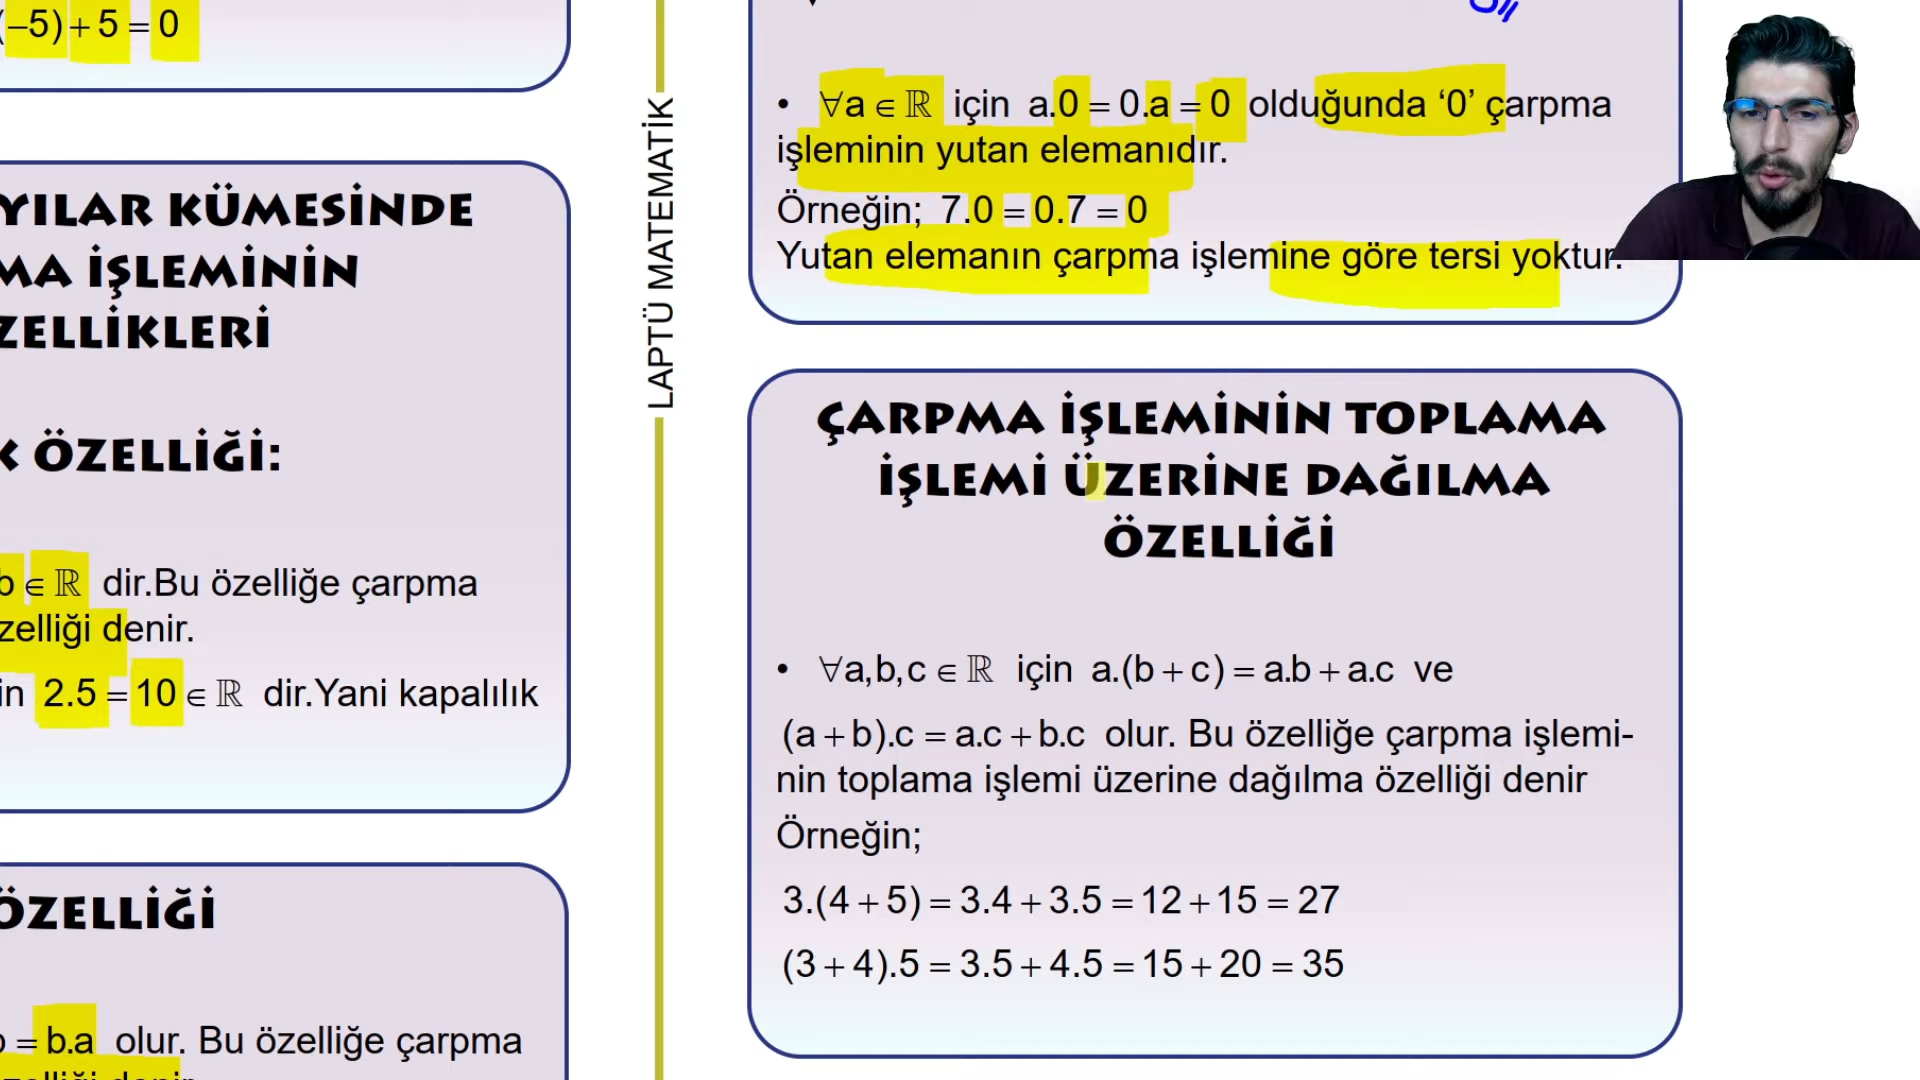 (–5)+5=0
YILAR KÜMESİNDE
MA İŞLEMİNİN
ZELLİKLERİ
K ÖZELLİĞİ:
b ∈ ℝ dir.Bu özelliğe çarpma
zelliği denir.
in 2.5=10 ∈ ℝ dir.Yani kapalılık
ÖZELLİĞİ
= b.a olur. Bu özelliğe çarpma
LAPTÜ MATEMATİK
• ∀a ∈ ℝ için a.0 = 0.a = 0 olduğunda ‘0’ çarpma
işleminin yutan elemanıdır.
Örneğin; 7.0 = 0.7 = 0
Yutan elemanın çarpma işlemine göre tersi yoktur.
ÇARPMA İŞLEMİNİN TOPLAMA
İŞLEMİ ÜZERİNE DAĞILMA
ÖZELLİĞİ
• ∀a,b,c ∈ ℝ için a.(b + c) = a.b + a.c ve
(a + b).c = a.c + b.c olur. Bu özelliğe çarpma işlemi-
nin toplama işlemi üzerine dağılma özelliği denir
Örneğin;
3.(4 + 5) = 3.4 + 3.5 = 12 + 15 = 27
(3 + 4).5 = 3.5 + 4.5 = 15 + 20 = 35